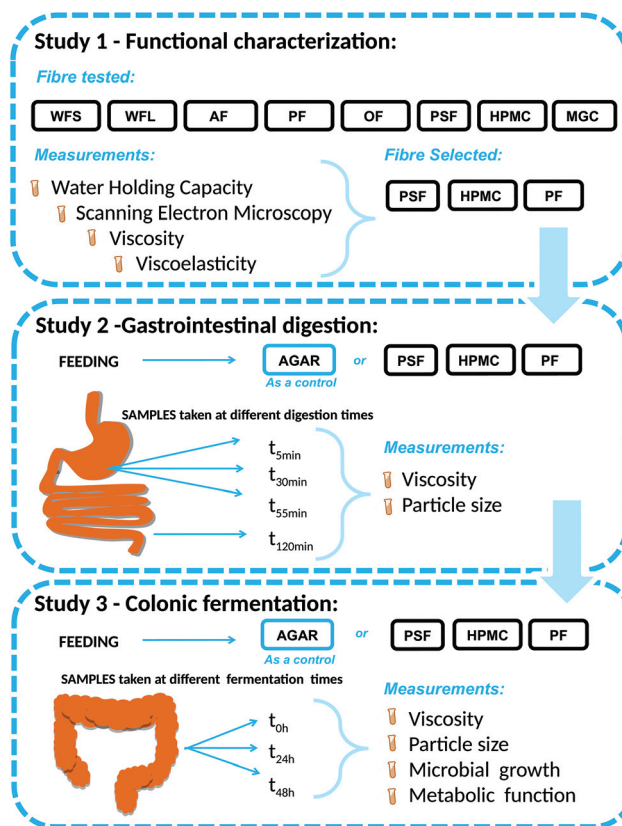 Study 1 - Functional characterization:
Fibre tested:
WFS WFL AF PF OF PSF HPMC MGC
Measurements:
Water Holding Capacity
Scanning Electron Microscopy
Viscosity
Viscoelasticity
Fibre Selected:
PSF HPMC PF
Study 2 -Gastrointestinal digestion:
FEEDING AGAR or PSF HPMC PF
As a control
SAMPLES taken at different digestion times
t5min
t30min
t55min
t120min
Measurements:
Viscosity
Particle size
Study 3 - Colonic fermentation:
FEEDING AGAR or PSF HPMC PF
As a control
SAMPLES taken at different fermentation times
t0h
t24h
t48h
Measurements:
Viscosity
Particle size
Microbial growth
Metabolic function